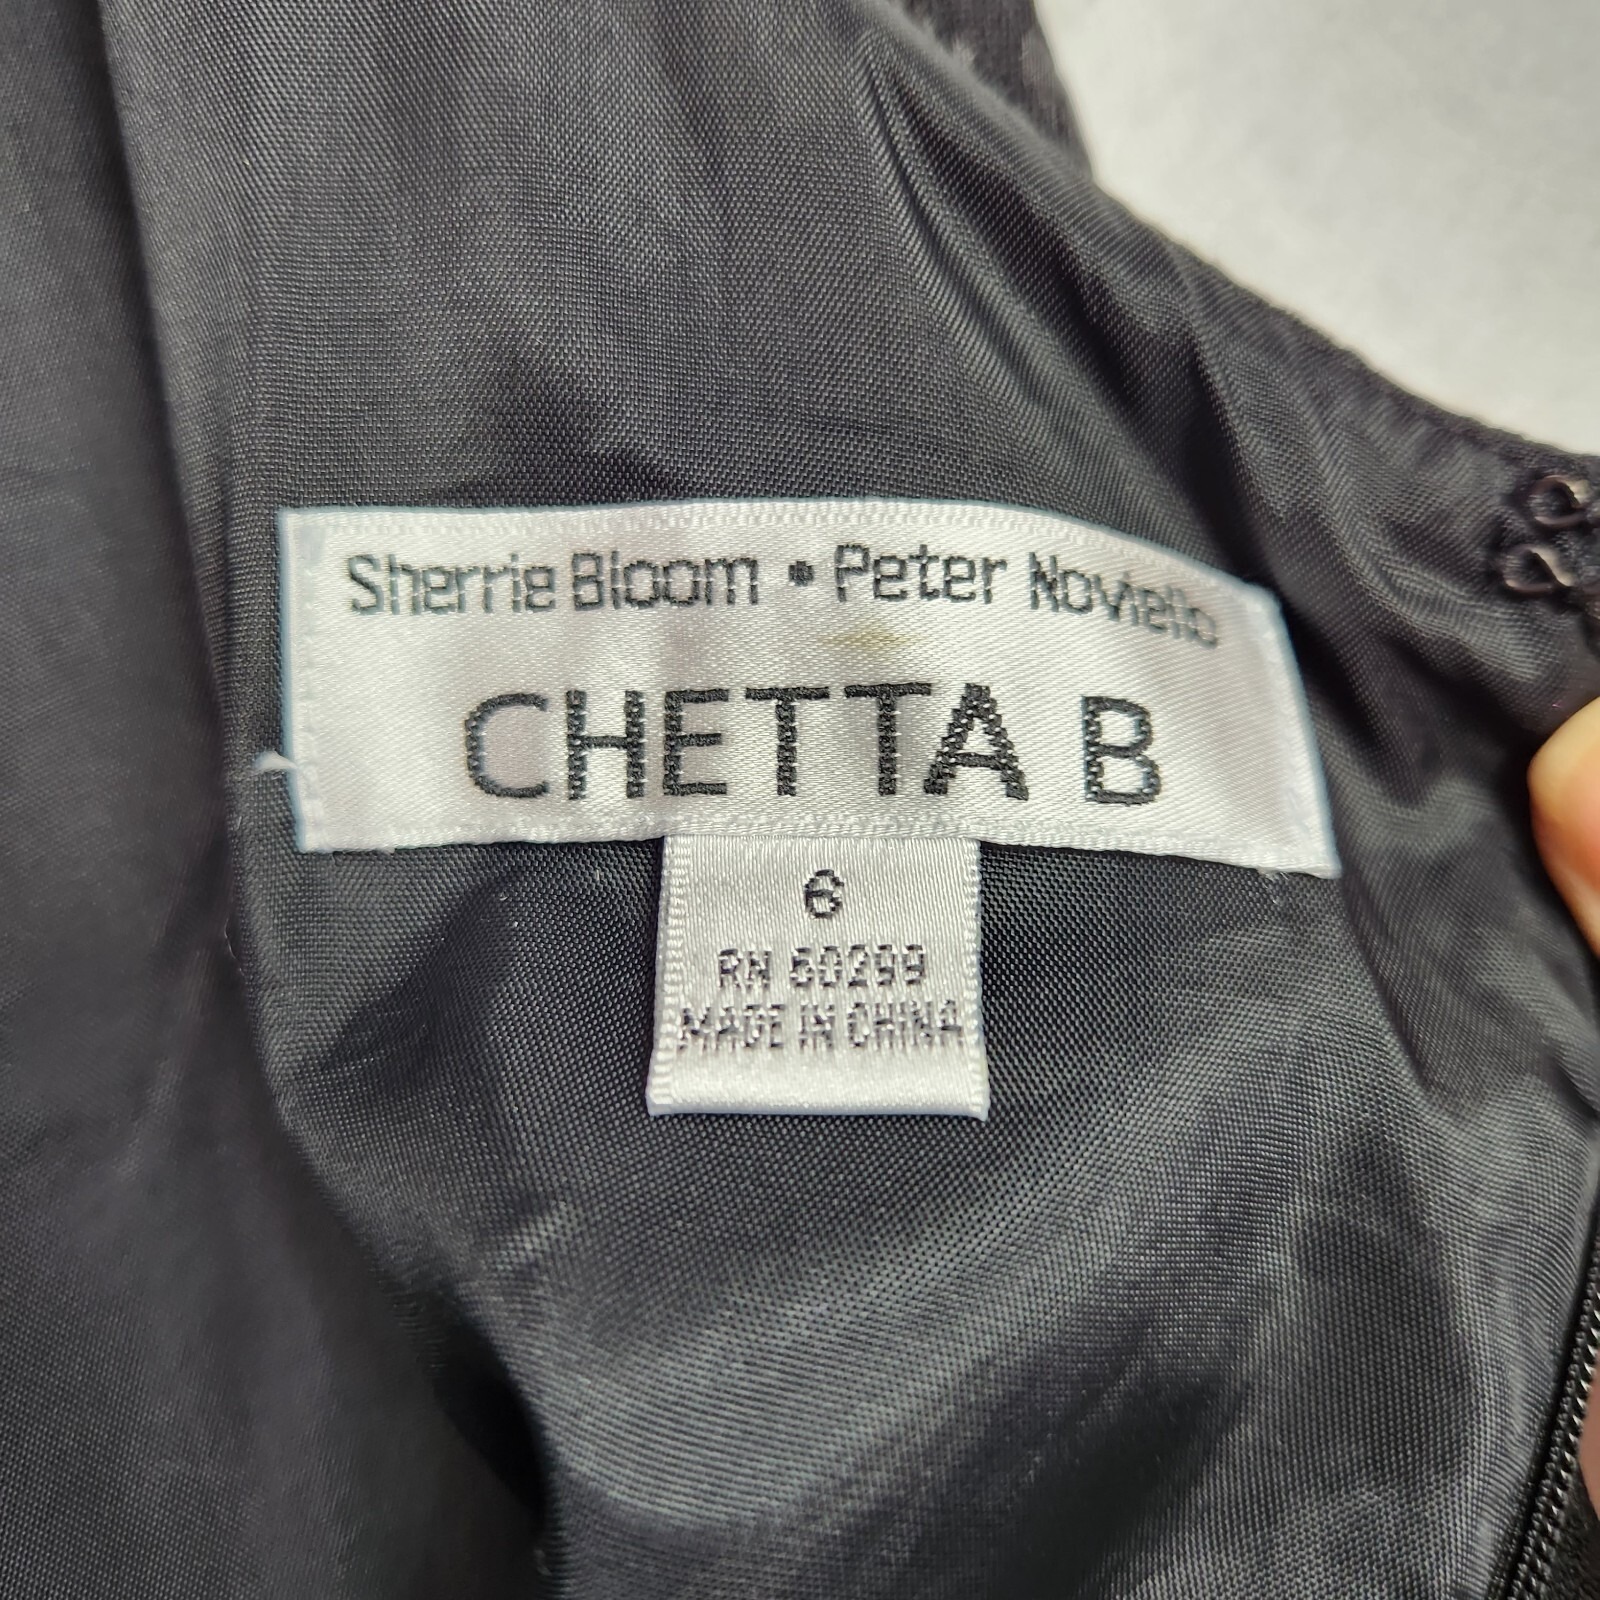 Sherrie Bloom • Peter Noviello
CHETTA B
6
RN 60299
MADE IN CHINA